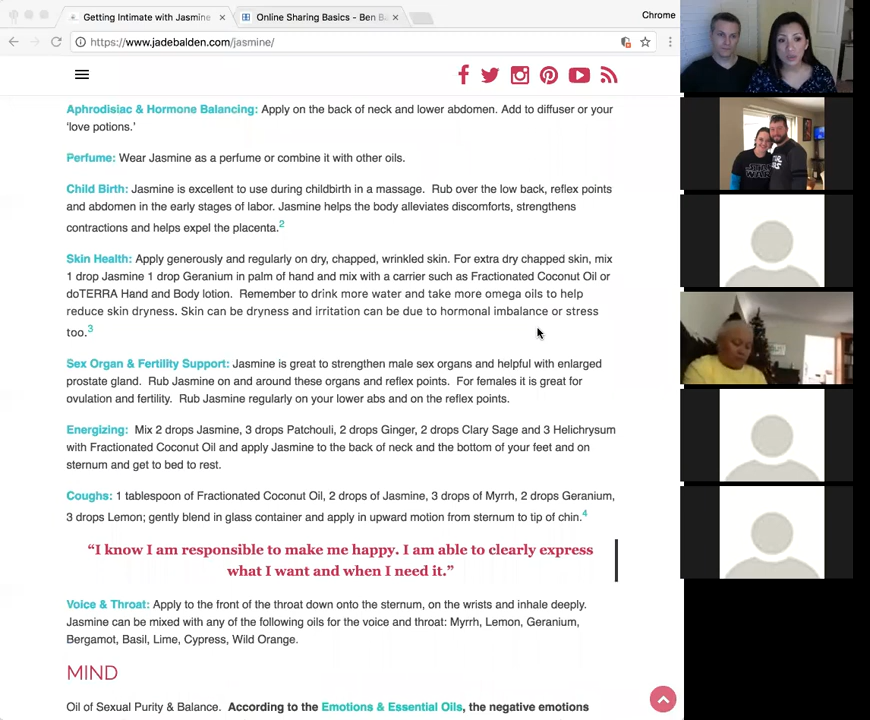 Getting Intimate with Jasmine
Online Sharing Basics - Ben B
Chrome
https://www.jadebalden.com/jasmine/
Aphrodisiac & Hormone Balancing: Apply on the back of neck and lower abdomen. Add to diffuser or your
‘love potions.’
Perfume: Wear Jasmine as a perfume or combine it with other oils.
Child Birth: Jasmine is excellent to use during childbirth in a massage. Rub over the low back, reflex points
and abdomen in the early stages of labor. Jasmine helps the body alleviates discomforts, strengthens
contractions and helps expel the placenta.2
Skin Health: Apply generously and regularly on dry, chapped, wrinkled skin. For extra dry chapped skin, mix
1 drop Jasmine 1 drop Geranium in palm of hand and mix with a carrier such as Fractionated Coconut Oil or
doTERRA Hand and Body lotion. Remember to drink more water and take more omega oils to help
reduce skin dryness. Skin can be dryness and irritation can be due to hormonal imbalance or stress
too.3
Sex Organ & Fertility Support: Jasmine is great to strengthen male sex organs and helpful with enlarged
prostate gland. Rub Jasmine on and around these organs and reflex points. For females it is great for
ovulation and fertility. Rub Jasmine regularly on your lower abs and on the reflex points.
Energizing: Mix 2 drops Jasmine, 3 drops Patchouli, 2 drops Ginger, 2 drops Clary Sage and 3 Helichrysum
with Fractionated Coconut Oil and apply Jasmine to the back of neck and the bottom of your feet and on
sternum and get to bed to rest.
Coughs: 1 tablespoon of Fractionated Coconut Oil, 2 drops of Jasmine, 3 drops of Myrrh, 2 drops Geranium,
3 drops Lemon; gently blend in glass container and apply in upward motion from sternum to tip of chin.4
“I know I am responsible to make me happy. I am able to clearly express
what I want and when I need it.”
Voice & Throat: Apply to the front of the throat down onto the sternum, on the wrists and inhale deeply.
Jasmine can be mixed with any of the following oils for the voice and throat: Myrrh, Lemon, Geranium,
Bergamot, Basil, Lime, Cypress, Wild Orange.
MIND
Oil of Sexual Purity & Balance. According to the Emotions & Essential Oils, the negative emotions